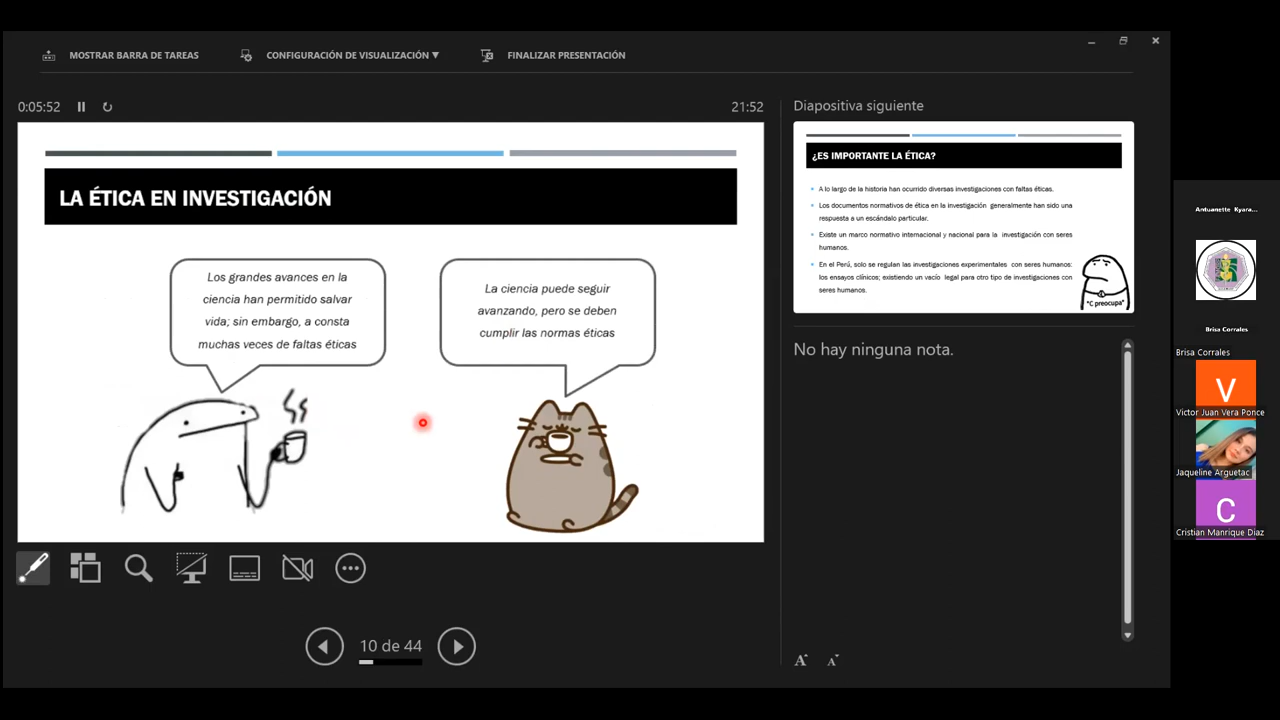 MOSTRAR BARRA DE TAREAS
CONFIGURACIÓN DE VISUALIZACIÓN ▼
FINALIZAR PRESENTACIÓN
0:05:52
21:52
LA ÉTICA EN INVESTIGACIÓN
Los grandes avances en la
ciencia han permitido salvar
vida; sin embargo, a consta
muchas veces de faltas éticas
La ciencia puede seguir
avanzando, pero se deben
cumplir las normas éticas
10 de 44
Diapositiva siguiente
¿ES IMPORTANTE LA ÉTICA?
A lo largo de la historia han ocurrido diversas investigaciones con faltas éticas.
Los documentos normativos de ética en la investigación generalmente han sido una
respuesta a un escándalo particular.
Existe un marco normativo internacional y nacional para la investigación con seres
humanos.
En el Perú, solo se regulan las investigaciones experimentales con seres humanos:
los ensayos clínicos; existiendo un vacío legal para otro tipo de investigaciones con
seres humanos.
"C preocupa"
No hay ninguna nota.
A A
Antuanette Kyara...
Brisa Corrales
Brisa Corrales
V
Victor Juan Vera Ponce
Jaqueline Arguetac
C
Cristian Manrique Diaz